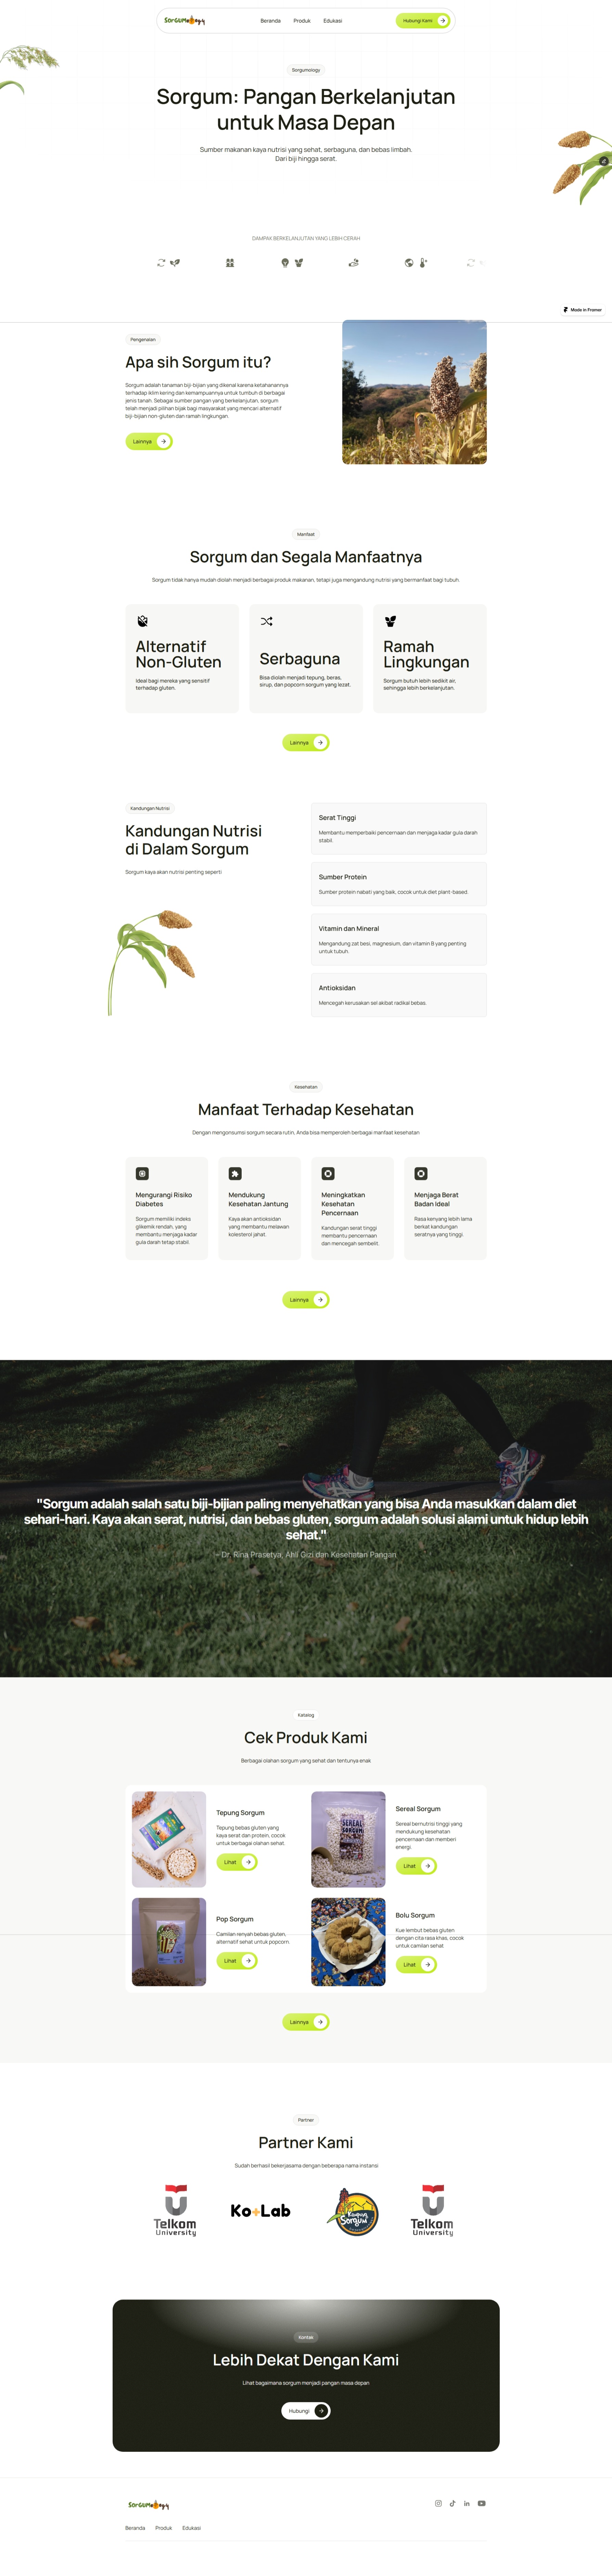 Sorgumology
Beranda
Produk
Edukasi
Hubungi Kami
Sorgumology
Sorgum: Pangan Berkelanjutan
untuk Masa Depan
Sumber makanan kaya nutrisi yang sehat, serbaguna, dan bebas limbah.
Dari biji hingga serat.
DAMPAK BERKELANJUTAN YANG LEBIH CERAH
Made in Framer
Pengenalan
Apa sih Sorgum itu?
Sorgum adalah tanaman biji-bijian yang dikenal karena ketahanannya
terhadap iklim kering dan kemampuannya untuk tumbuh di berbagai
jenis tanah. Sebagai sumber pangan yang berkelanjutan, sorgum
telah menjadi pilihan bijak bagi masyarakat yang mencari alternatif
biji-bijian non-gluten dan ramah lingkungan.
Lainnya
Manfaat
Sorgum dan Segala Manfaatnya
Sorgum tidak hanya mudah diolah menjadi berbagai produk makanan, tetapi juga mengandung nutrisi yang bermanfaat bagi tubuh.
Alternatif
Non-Gluten
Ideal bagi mereka yang sensitif
terhadap gluten.
Serbaguna
Bisa diolah menjadi tepung, beras,
sirup, dan popcorn sorgum yang lezat.
Ramah
Lingkungan
Sorgum butuh lebih sedikit air,
sehingga lebih berkelanjutan.
Lainnya
Kandungan Nutrisi
Kandungan Nutrisi
di Dalam Sorgum
Sorgum kaya akan nutrisi penting seperti
Serat Tinggi
Membantu memperbaiki pencernaan dan menjaga kadar gula darah
stabil.
Sumber Protein
Sumber protein nabati yang baik, cocok untuk diet plant-based.
Vitamin dan Mineral
Mengandung zat besi, magnesium, dan vitamin B yang penting
untuk tubuh.
Antioksidan
Mencegah kerusakan sel akibat radikal bebas.
Kesehatan
Manfaat Terhadap Kesehatan
Dengan mengonsumsi sorgum secara rutin, Anda bisa memperoleh berbagai manfaat kesehatan
Mengurangi Risiko
Diabetes
Sorgum memiliki indeks
glikemik rendah, yang
membantu menjaga kadar
gula darah tetap stabil.
Mendukung
Kesehatan Jantung
Kaya akan antioksidan
yang membantu melawan
kolesterol jahat.
Meningkatkan
Kesehatan
Pencernaan
Kandungan serat tinggi
membantu pencernaan
dan mencegah sembelit.
Menjaga Berat
Badan Ideal
Rasa kenyang lebih lama
berkat kandungan
seratnya yang tinggi.
Lainnya
"Sorgum adalah salah satu biji-bijian paling menyehatkan yang bisa Anda masukkan dalam diet
sehari-hari. Kaya akan serat, nutrisi, dan bebas gluten, sorgum adalah solusi alami untuk hidup lebih
sehat."
– Dr. Rina Prasetya, Ahli Gizi dan Kesehatan Pangan
Katalog
Cek Produk Kami
Berbagai olahan sorgum yang sehat dan tentunya enak
Tepung Sorgum
Tepung bebas gluten yang
kaya serat dan protein, cocok
untuk berbagai olahan sehat.
Lihat
SEREAL
SORGUM
Sereal Sorgum
Sereal bernutrisi tinggi yang
mendukung kesehatan
pencernaan dan memberi
energi.
Lihat
Pop Sorgum
Camilan renyah bebas gluten,
alternatif sehat untuk popcorn.
Lihat
Bolu Sorgum
Kue lembut bebas gluten
dengan cita rasa khas, cocok
untuk camilan sehat
Lihat
Lainnya
Partner
Partner Kami
Sudah berhasil bekerjasama dengan beberapa nama instansi
Telkom
University
Ko+Lab
Kampung
Sorgum
Telkom
University
Kontak
Lebih Dekat Dengan Kami
Lihat bagaimana sorgum menjadi pangan masa depan
Hubungi
Sorgumology
Beranda
Produk
Edukasi